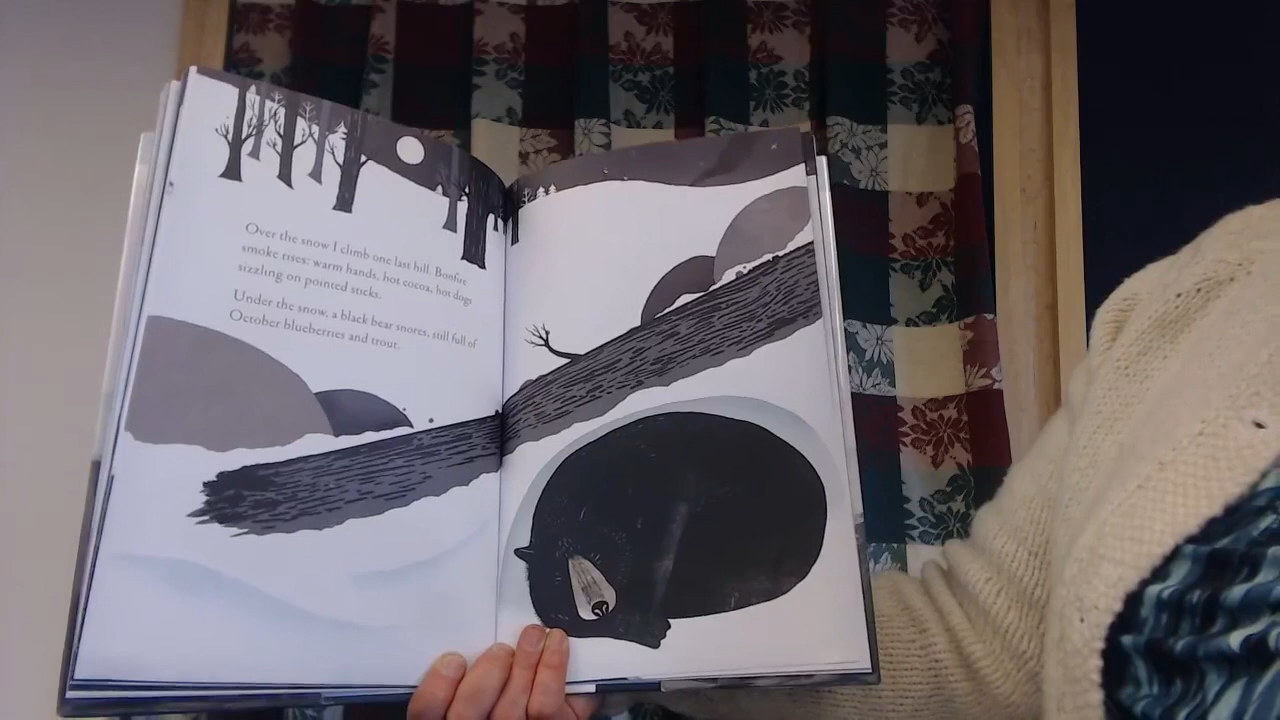 Over the snow I climb one last hill. Bonfire
smoke rises: warm hands, hot cocoa, hot dogs
sizzling on pointed sticks.
Under the snow, a black bear snores, still full of
October blueberries and trout.